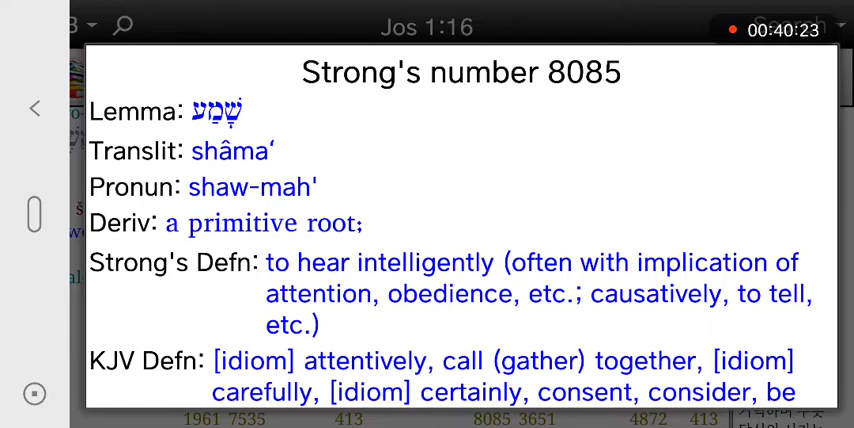 B Jos 1:16 Search
00:40:23
Strong's number 8085
Lemma: שָׁמַע
Translit: shâmaʻ
Pronun: shaw-mah'
Deriv: a primitive root;
Strong's Defn: to hear intelligently (often with implication of
attention, obedience, etc.; causatively, to tell,
etc.)
KJV Defn: [idiom] attentively, call (gather) together, [idiom]
carefully, [idiom] certainly, consent, consider, be
1961 7535 413 8085 3651 4872 413